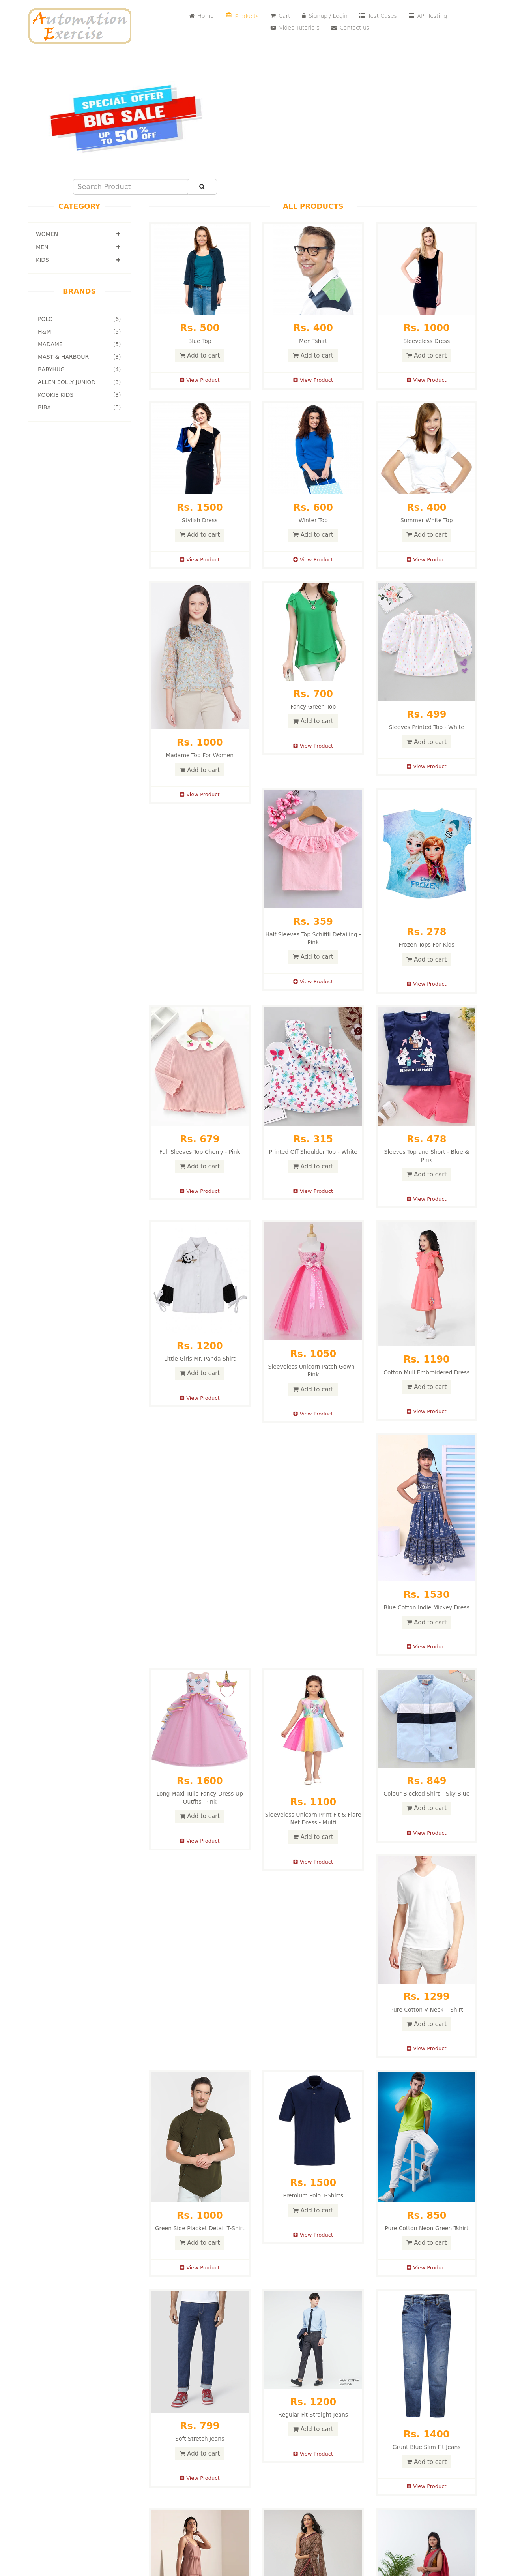 Automation
Exercise
Home
Products
Cart
Signup / Login
Test Cases
API Testing
Video Tutorials
Contact us
SPECIAL OFFER
BIG SALE
UP TO 50% OFF
Search Product
CATEGORY
WOMEN
MEN
KIDS
BRANDS
POLO (6)
H&M (5)
MADAME (5)
MAST & HARBOUR (3)
BABYHUG (4)
ALLEN SOLLY JUNIOR (3)
KOOKIE KIDS (3)
BIBA (5)
ALL PRODUCTS
Rs. 500
Blue Top
Add to cart
View Product
Rs. 400
Men Tshirt
Add to cart
View Product
Rs. 1000
Sleeveless Dress
Add to cart
View Product
Rs. 1500
Stylish Dress
Add to cart
View Product
Rs. 600
Winter Top
Add to cart
View Product
Rs. 400
Summer White Top
Add to cart
View Product
Rs. 1000
Madame Top For Women
Add to cart
View Product
Rs. 700
Fancy Green Top
Add to cart
View Product
Rs. 499
Sleeves Printed Top - White
Add to cart
View Product
Rs. 359
Half Sleeves Top Schiffli Detailing -
Pink
Add to cart
View Product
FROZEN
Rs. 278
Frozen Tops For Kids
Add to cart
View Product
Rs. 679
Full Sleeves Top Cherry - Pink
Add to cart
View Product
Rs. 315
Printed Off Shoulder Top - White
Add to cart
View Product
Rs. 478
Sleeves Top and Short - Blue &
Pink
Add to cart
View Product
Rs. 1200
Little Girls Mr. Panda Shirt
Add to cart
View Product
Rs. 1050
Sleeveless Unicorn Patch Gown -
Pink
Add to cart
View Product
Rs. 1190
Cotton Mull Embroidered Dress
Add to cart
View Product
Rs. 1530
Blue Cotton Indie Mickey Dress
Add to cart
View Product
Rs. 1600
Long Maxi Tulle Fancy Dress Up
Outfits -Pink
Add to cart
View Product
Rs. 1100
Sleeveless Unicorn Print Fit & Flare
Net Dress - Multi
Add to cart
View Product
Rs. 849
Colour Blocked Shirt – Sky Blue
Add to cart
View Product
Rs. 1299
Pure Cotton V-Neck T-Shirt
Add to cart
View Product
Rs. 1000
Green Side Placket Detail T-Shirt
Add to cart
View Product
Rs. 1500
Premium Polo T-Shirts
Add to cart
View Product
Rs. 850
Pure Cotton Neon Green Tshirt
Add to cart
View Product
Rs. 799
Soft Stretch Jeans
Add to cart
View Product
Rs. 1200
Regular Fit Straight Jeans
Add to cart
View Product
Rs. 1400
Grunt Blue Slim Fit Jeans
Add to cart
View Product